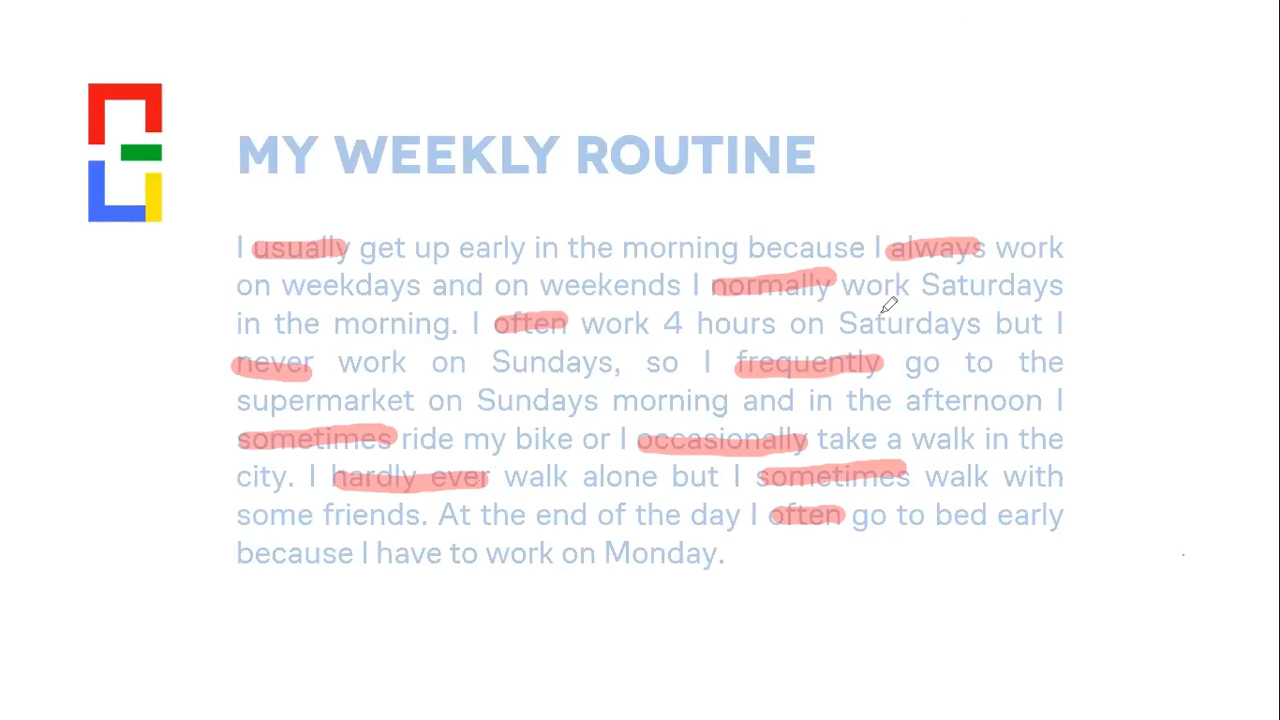 MY WEEKLY ROUTINE
I usually get up early in the morning because I always work
on weekdays and on weekends I normally work Saturdays
in the morning. I often work 4 hours on Saturdays but I
never work on Sundays, so I frequently go to the
supermarket on Sundays morning and in the afternoon I
sometimes ride my bike or I occasionally take a walk in the
city. I hardly ever walk alone but I sometimes walk with
some friends. At the end of the day I often go to bed early
because I have to work on Monday.